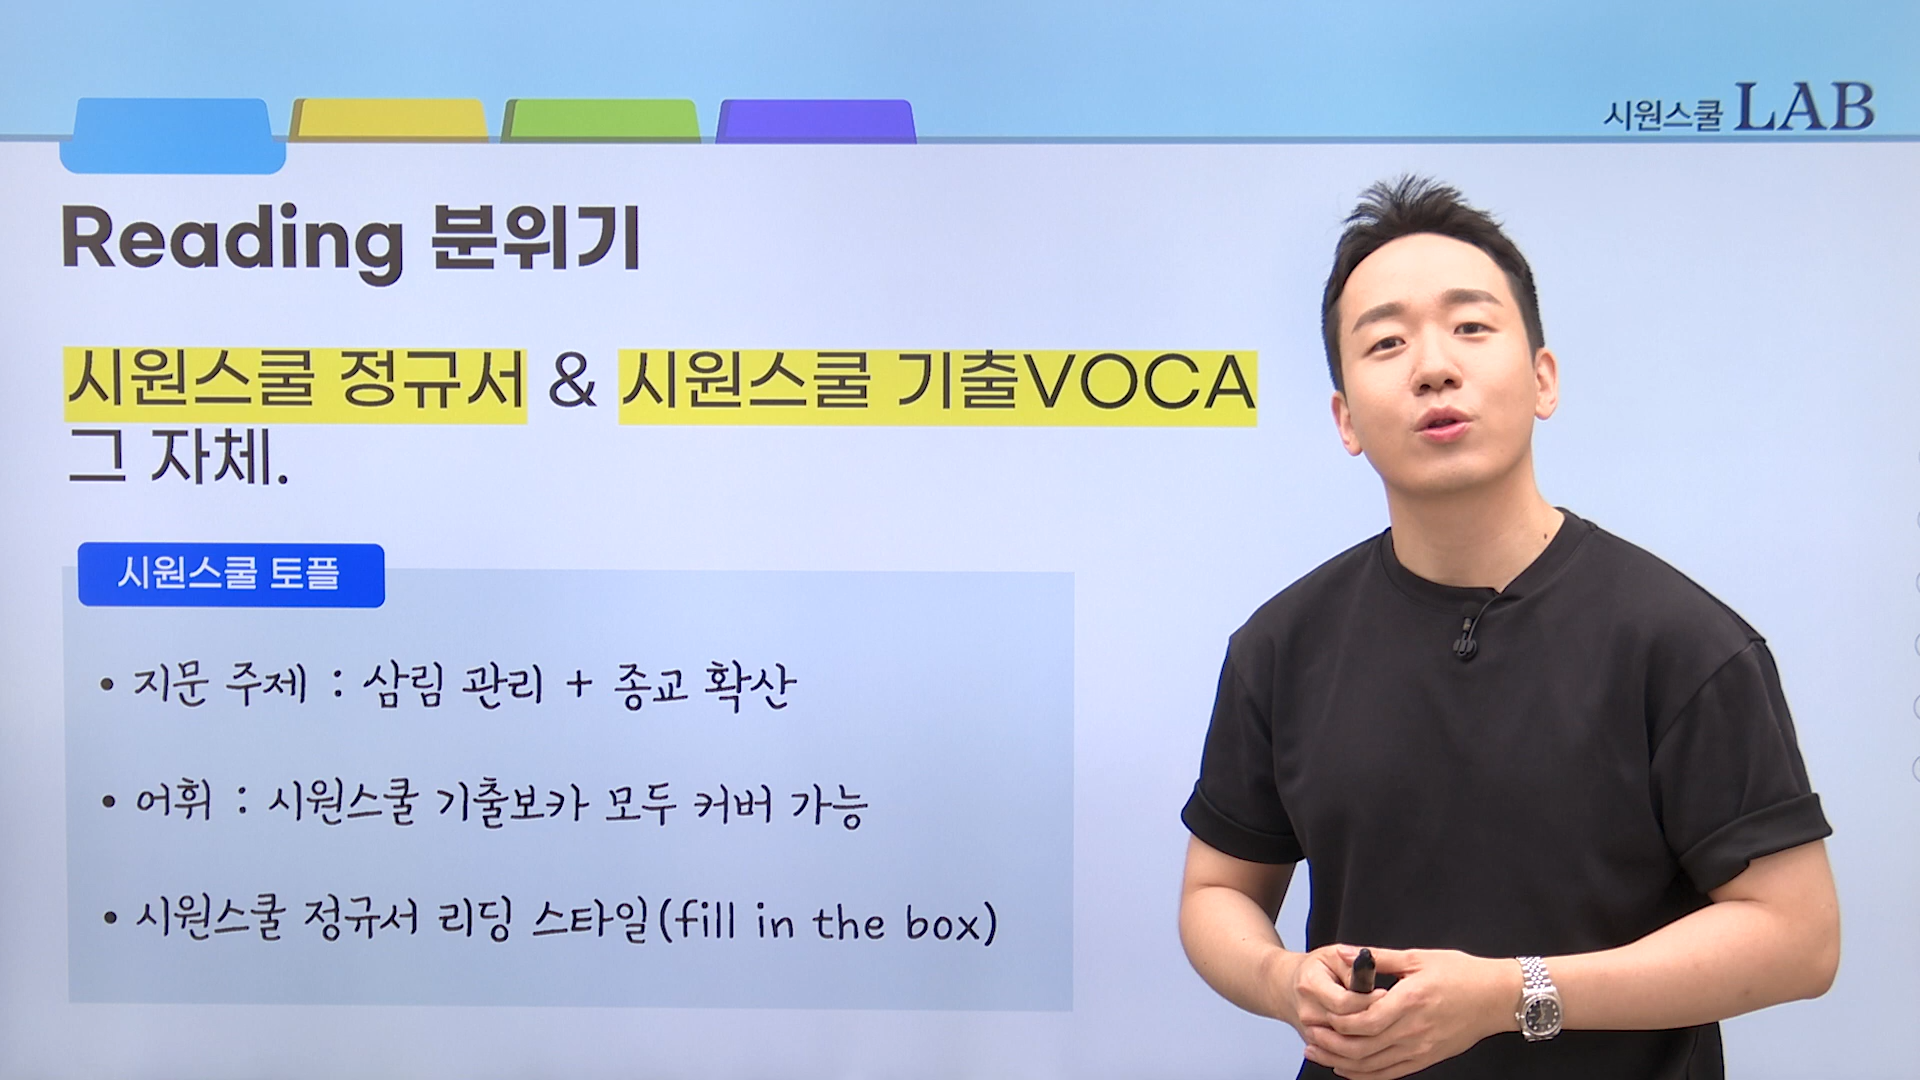 시원스쿨 LAB
Reading 분위기
시원스쿨 정규서 & 시원스쿨 기출VOCA
그 자체.
시원스쿨 토플
• 지문 주제 : 삼림 관리 + 종교 확산
• 어휘 : 시원스쿨 기출보카 모두 커버 가능
• 시원스쿨 정규서 리딩 스타일(fill in the box)